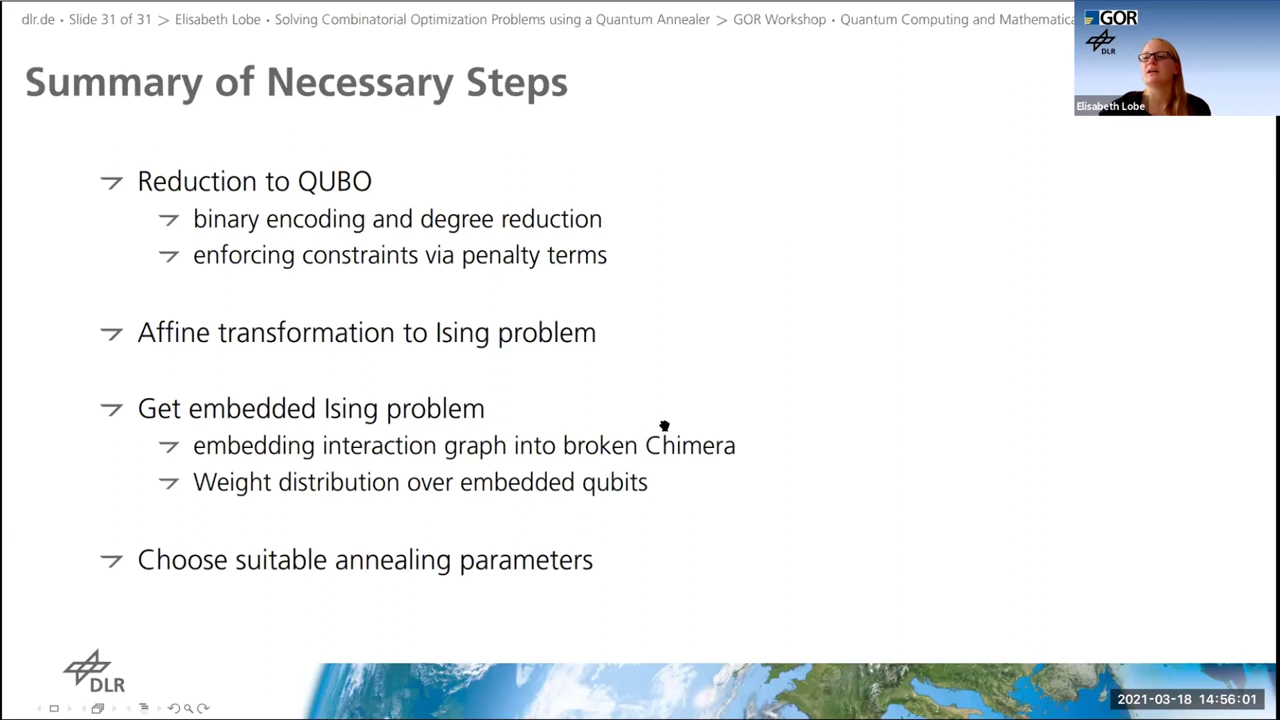 dlr.de · Slide 31 of 31 > Elisabeth Lobe · Solving Combinatorial Optimization Problems using a Quantum Annealer > GOR Workshop · Quantum Computing and Mathematica
GOR
DLR
Elisabeth Lobe
Summary of Necessary Steps
Reduction to QUBO
binary encoding and degree reduction
enforcing constraints via penalty terms
Affine transformation to Ising problem
Get embedded Ising problem
embedding interaction graph into broken Chimera
Weight distribution over embedded qubits
Choose suitable annealing parameters
DLR
2021-03-18 14:56:01